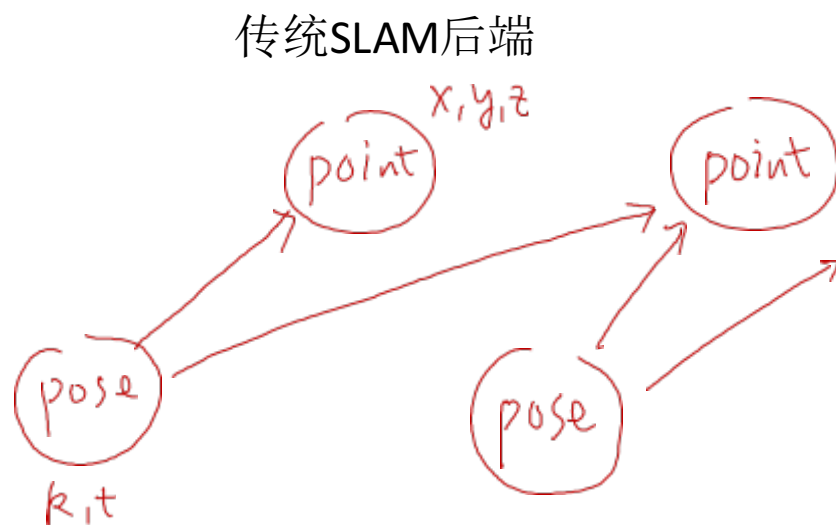 传统SLAM后端
x,y,z
point
point
pose
pose
R,t